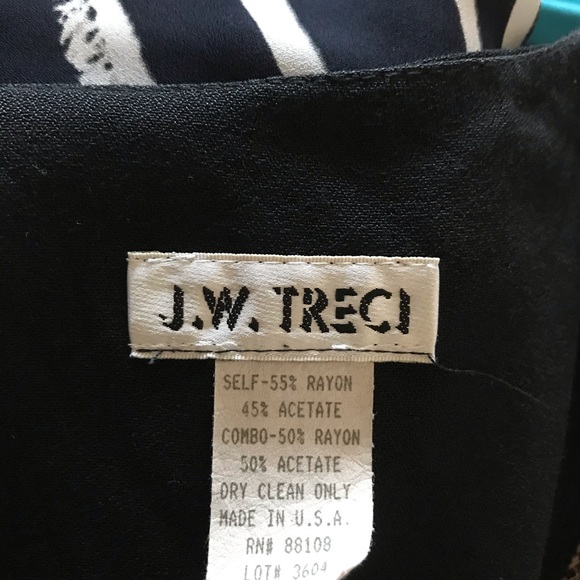 J.W. TRECI
SELF-55% RAYON
45% ACETATE
COMBO-50% RAYON
50% ACETATE
DRY CLEAN ONLY
MADE IN U.S.A.
RN# 88108
LOT# 3604